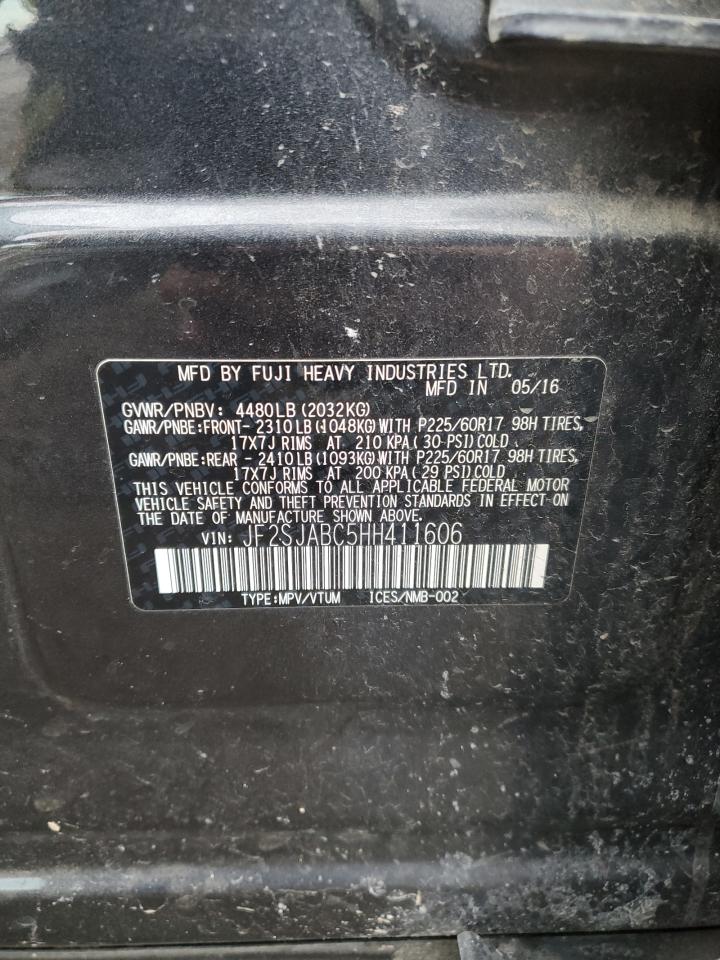 MFD BY FUJI HEAVY INDUSTRIES LTD.
MFD IN 05/16
GVWR/PNBV: 4480LB(2032KG)
GAWR/PNBE:FRONT- 2310LB(1048KG)WITH P225/60R17 98H TIRES,
17X7J RIMS AT 210 KPA(30 PSI)COLD.
GAWR/PNBE:REAR - 2410LB(1093KG)WITH P225/60R17 98H TIRES,
17X7J RIMS AT 200 KPA(29 PSI)COLD.
THIS VEHICLE CONFORMS TO ALL APPLICABLE FEDERAL MOTOR
VEHICLE SAFETY AND THEFT PREVENTION STANDARDS IN EFFECT ON
THE DATE OF MANUFACTURE SHOWN ABOVE.
VIN: JF2SJABC5HH411606
TYPE:MPV/VTUM ICES/NMB-002